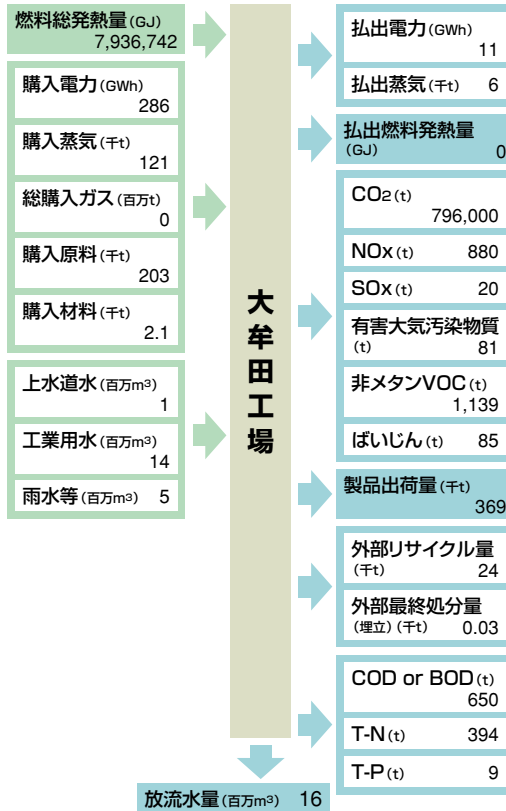 燃料総発熱量(GJ)
7,936,742
購入電力(GWh)
286
購入蒸気(千t)
121
総購入ガス(百万t)
0
購入原料(千t)
203
購入材料(千t)
2.1
上水道水(百万m³)
1
工業用水(百万m³)
14
雨水等(百万m³) 5
大牟田工場
払出電力(GWh)
11
払出蒸気(千t) 6
払出燃料発熱量
(GJ) 0
CO₂(t)
796,000
NOx(t) 880
SOx(t) 20
有害大気汚染物質
(t) 81
非メタンVOC(t)
1,139
ばいじん(t) 85
製品出荷量(千t)
369
外部リサイクル量
(千t) 24
外部最終処分量
(埋立)(千t) 0.03
COD or BOD(t)
650
T-N(t) 394
T-P(t) 9
放流水量(百万m³) 16